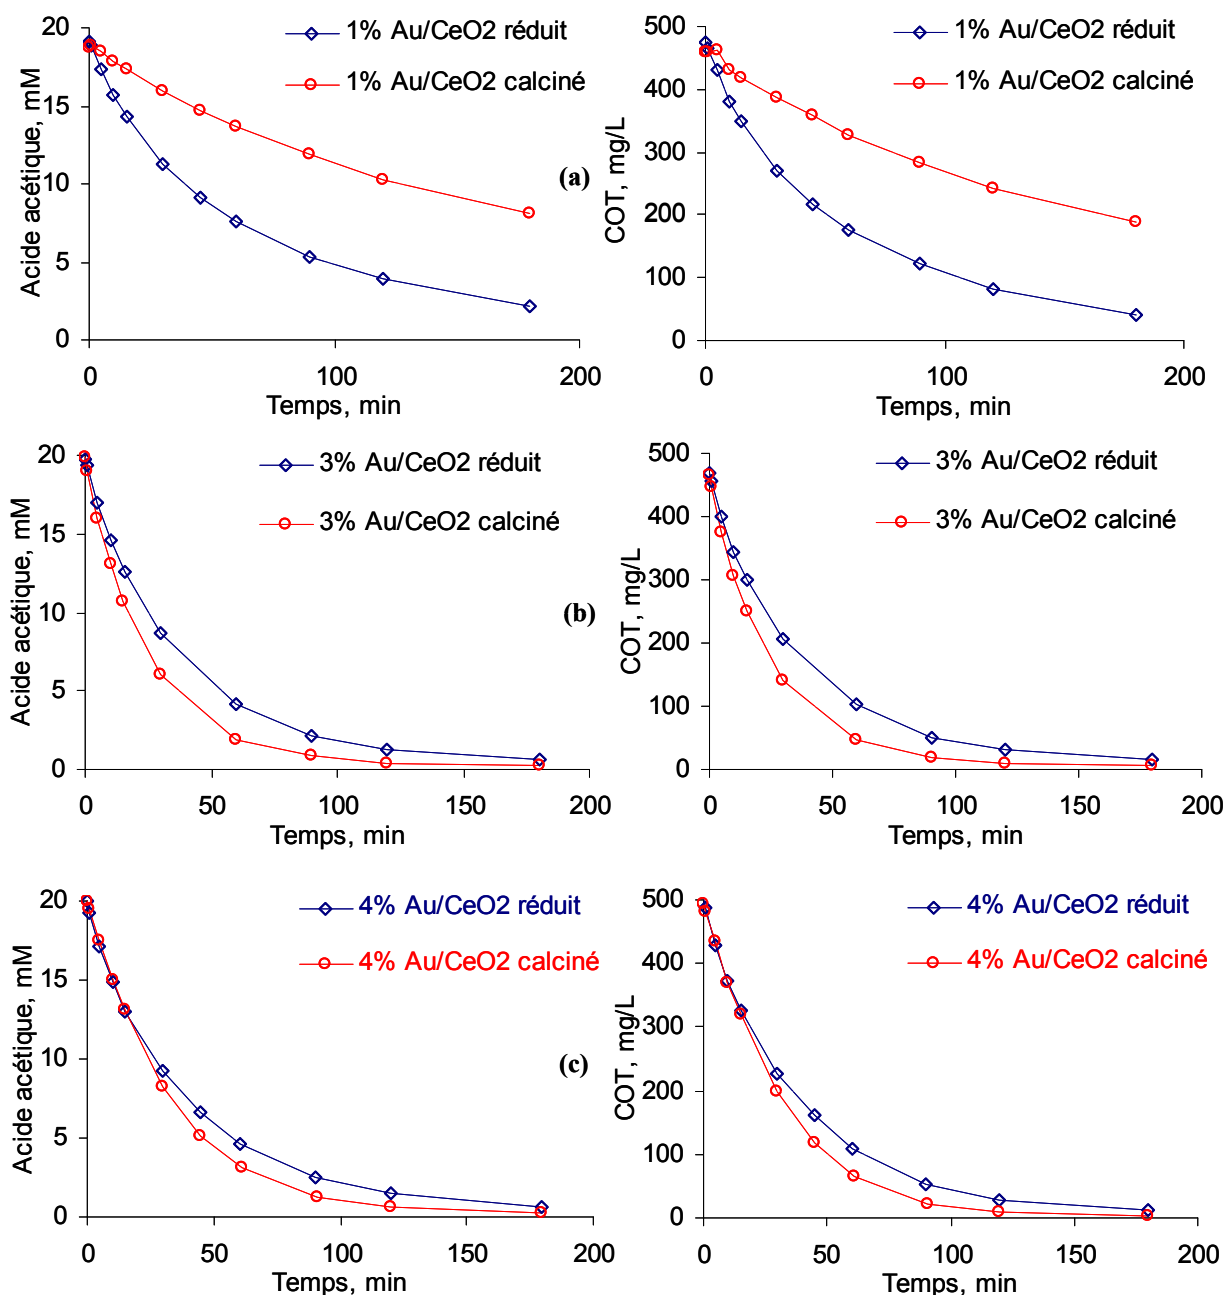 20
15
10
5
0
Acide acétique, mM
1% Au/CeO2 réduit
1% Au/CeO2 calciné
0
100
200
Temps, min
(a)
500
400
300
200
100
0
COT, mg/L
1% Au/CeO2 réduit
1% Au/CeO2 calciné
0
100
200
Temps, min
20
15
10
5
0
Acide acétique, mM
3% Au/CeO2 réduit
3% Au/CeO2 calciné
0
50
100
150
200
Temps, min
(b)
500
400
300
200
100
0
COT, mg/L
3% Au/CeO2 réduit
3% Au/CeO2 calciné
0
50
100
150
200
Temps, min
20
15
10
5
0
Acide acétique, mM
4% Au/CeO2 réduit
4% Au/CeO2 calciné
0
50
100
150
200
Temps, min
(c)
500
400
300
200
100
0
COT, mg/L
4% Au/CeO2 réduit
4% Au/CeO2 calciné
0
50
100
150
200
Temps, min